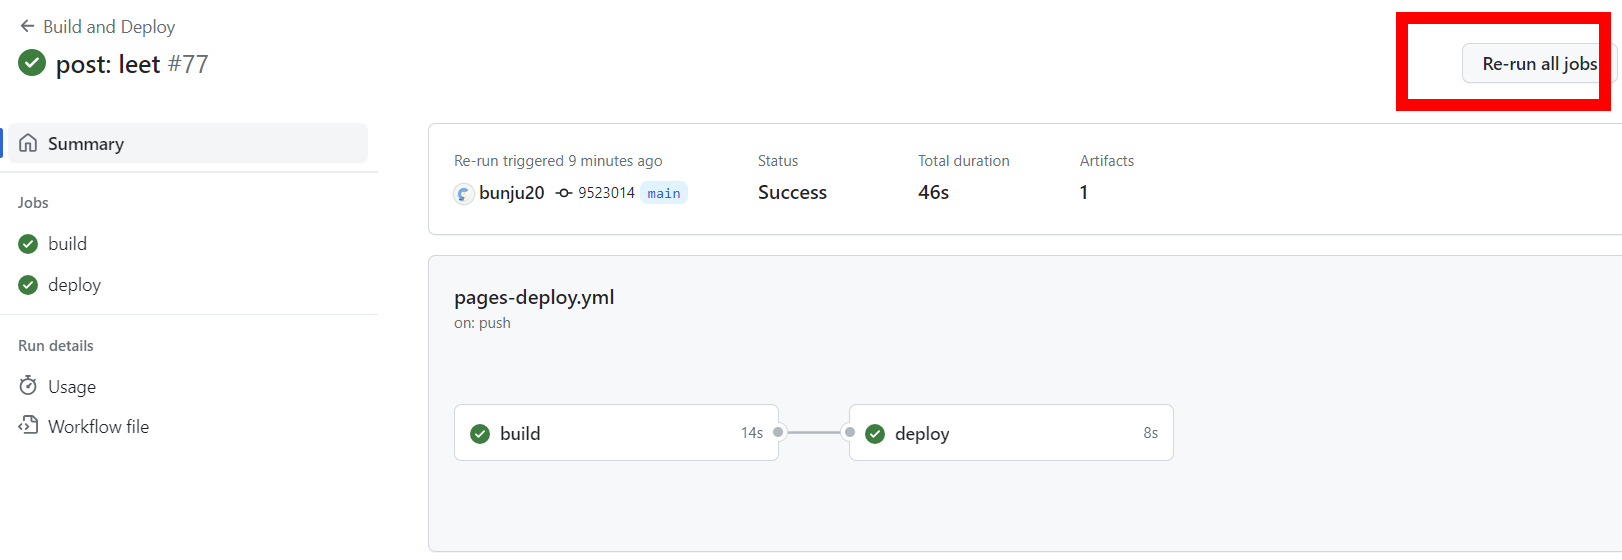 Build and Deploy
post: leet #77
Re-run all jobs
Summary
Jobs
build
deploy
Run details
Usage
Workflow file
Re-run triggered 9 minutes ago
bunju20 9523014 main
Status
Success
Total duration
46s
Artifacts
1
pages-deploy.yml
on: push
build 14s
deploy 8s